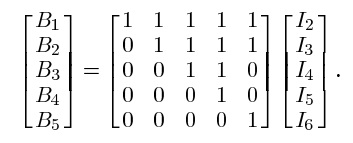 [B₁] [1 1 1 1 1] [I₂]
[B₂] [0 1 1 1 1] [I₃]
[B₃] = [0 0 1 1 0] [I₄] .
[B₄] [0 0 0 1 0] [I₅]
[B₅] [0 0 0 0 1] [I₆]